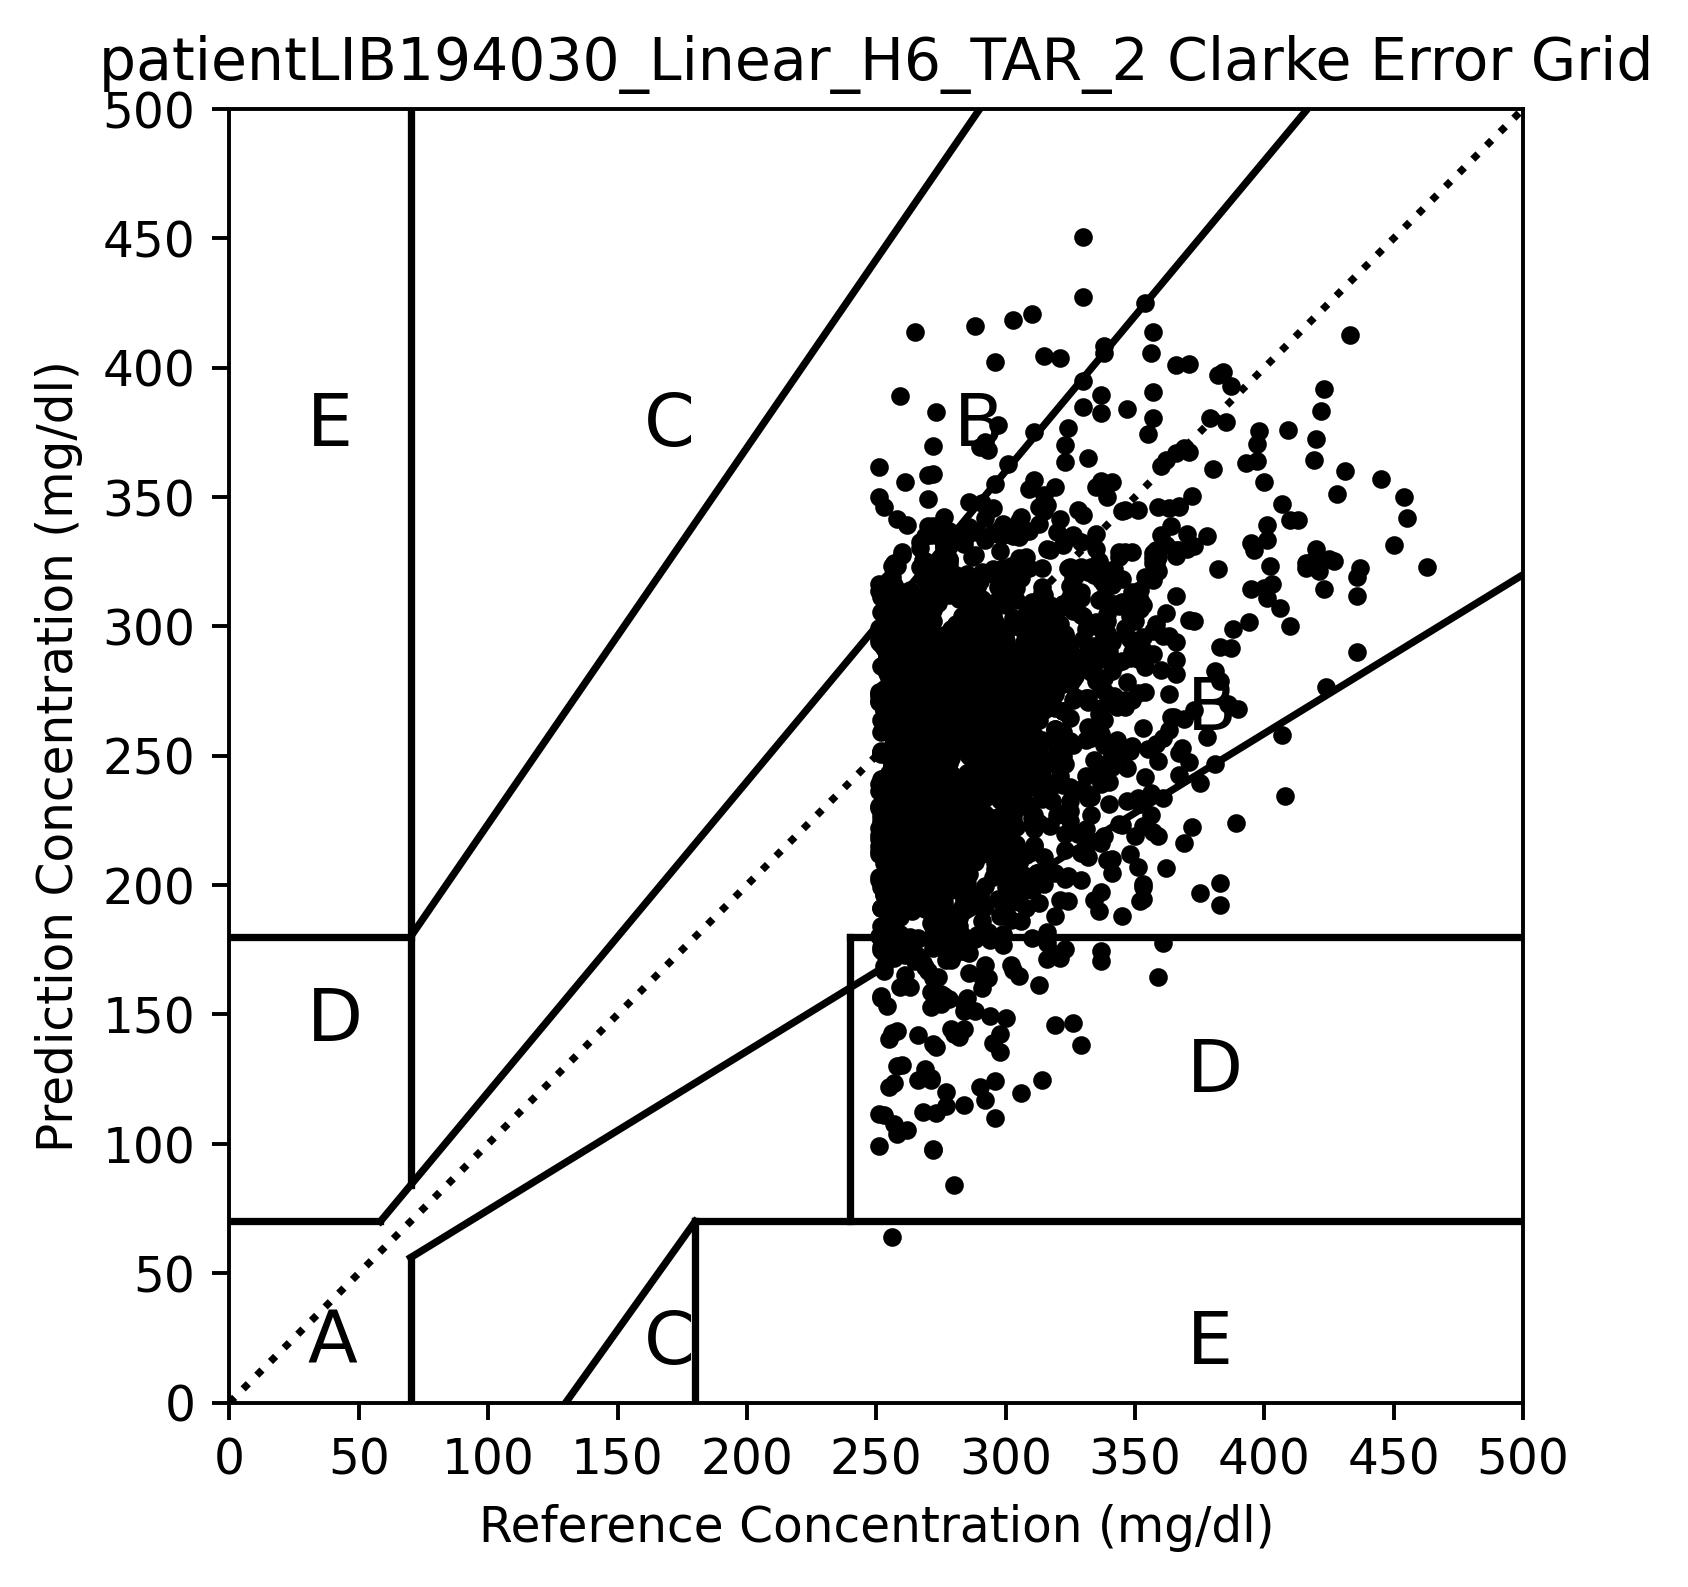 patientLIB194030_Linear_H6_TAR_2 Clarke Error Grid
Prediction Concentration (mg/dl)
500
450
400
350
300
250
200
150
100
50
0
E
C
B
B
D
D
A
C
E
0 50 100 150 200 250 300 350 400 450 500
Reference Concentration (mg/dl)